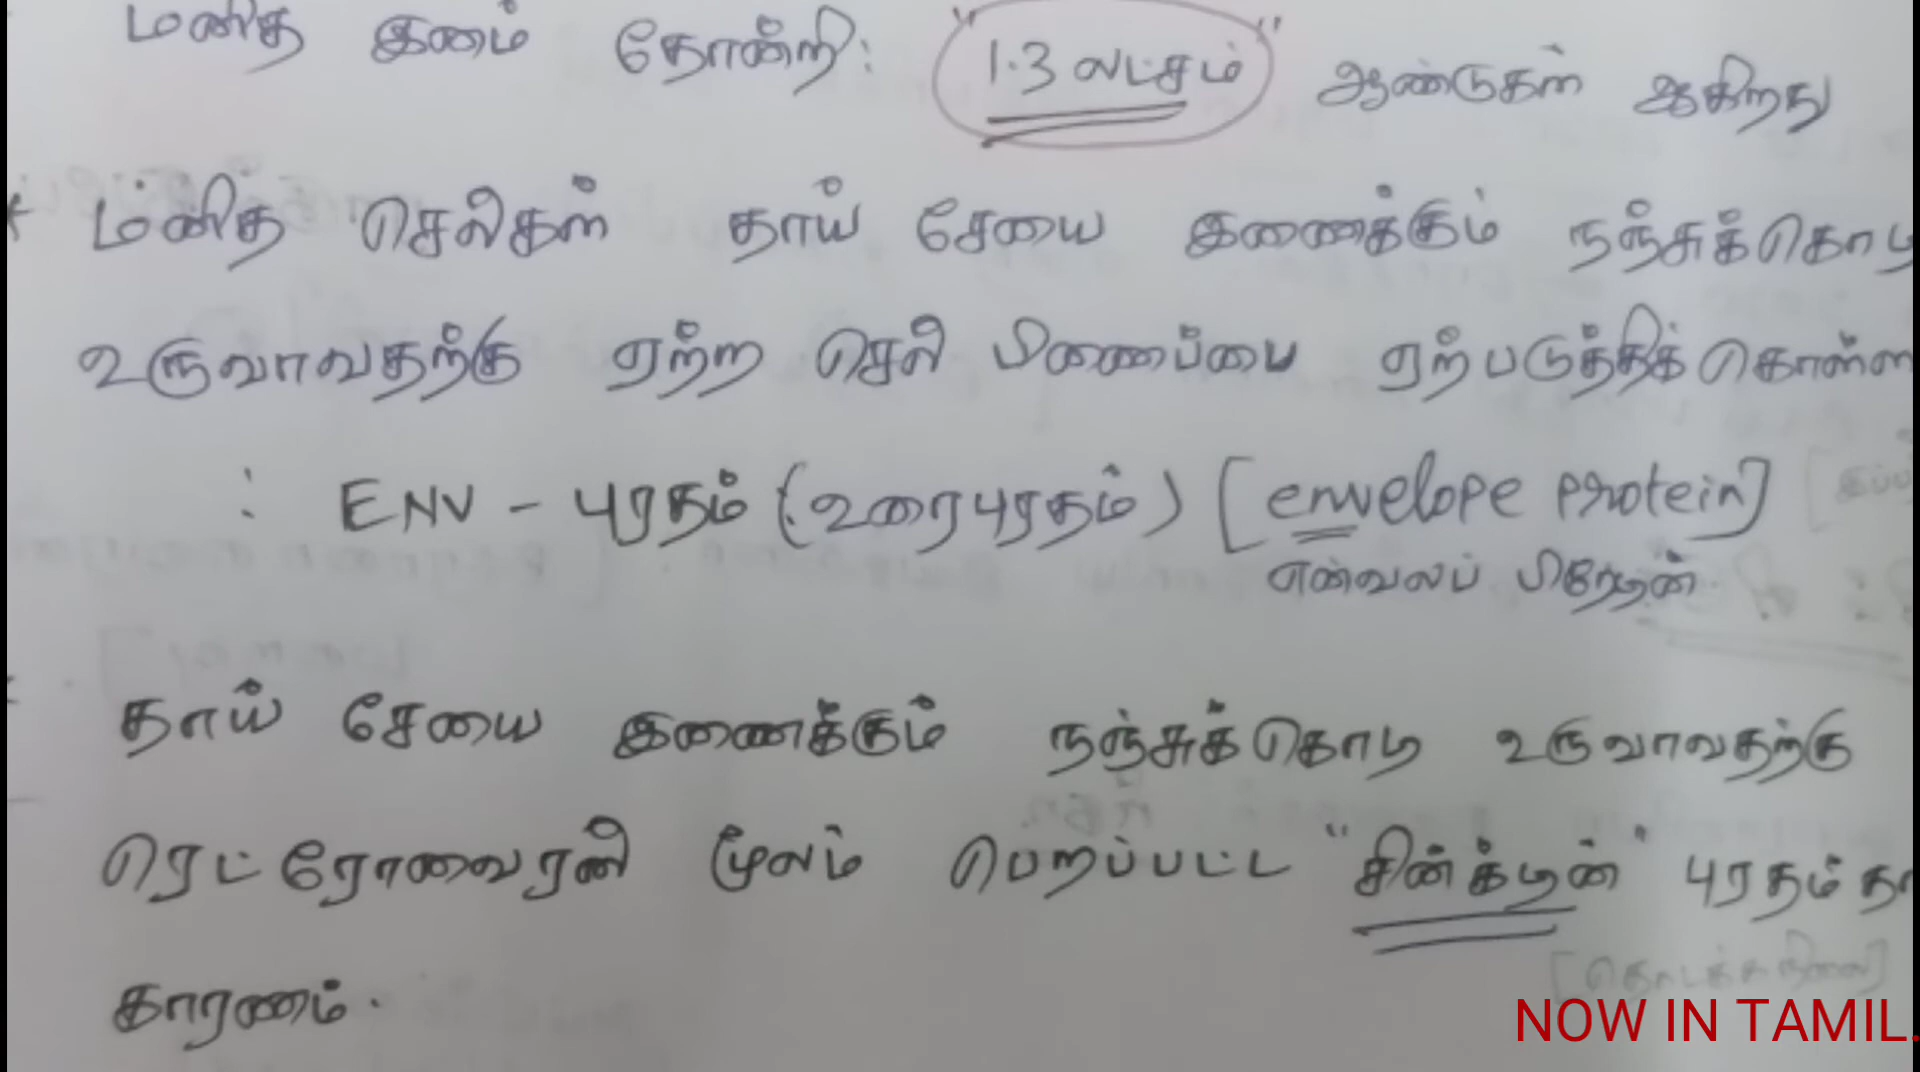 மனித இனம் தோன்றி: "1.3 லட்சம்" ஆண்டுகள் ஆகிறது
* மனித செல்கள் தாய் சேயை இணைக்கும் நஞ்சுக்கொடி
உருவாவதற்கு ஏற்ற செல் பிணைப்பை ஏற்படுத்திக்கொள்ள
: ENV - புரதம் (உரைபுரதம்) [envelope protein]
என்வலப் பிரோடீன்
தாய் சேயை இணைக்கும் நஞ்சுக்கொடி உருவாவதற்கு
ரெட்ரோவைரஸ் மூலம் பெறப்பட்ட "சின்க்டின்" புரதம் தா
காரணம்.
NOW IN TAMIL.